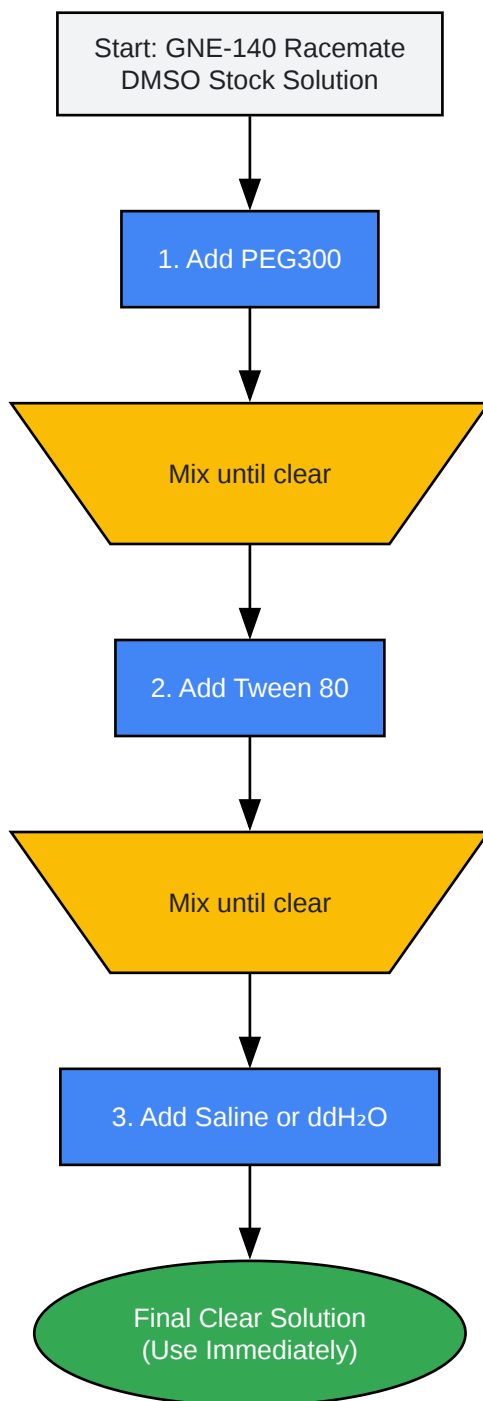 Start: GNE-140 Racemate
DMSO Stock Solution
1. Add PEG300
Mix until clear
2. Add Tween 80
Mix until clear
3. Add Saline or ddH₂O
Final Clear Solution
(Use Immediately)